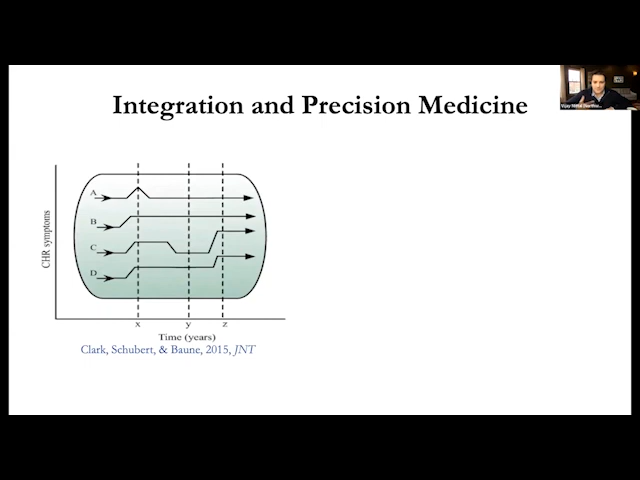 Integration and Precision Medicine
A
B
C
D
CHR symptoms
x y z
Time (years)
Clark, Schubert, & Baune, 2015, JNT